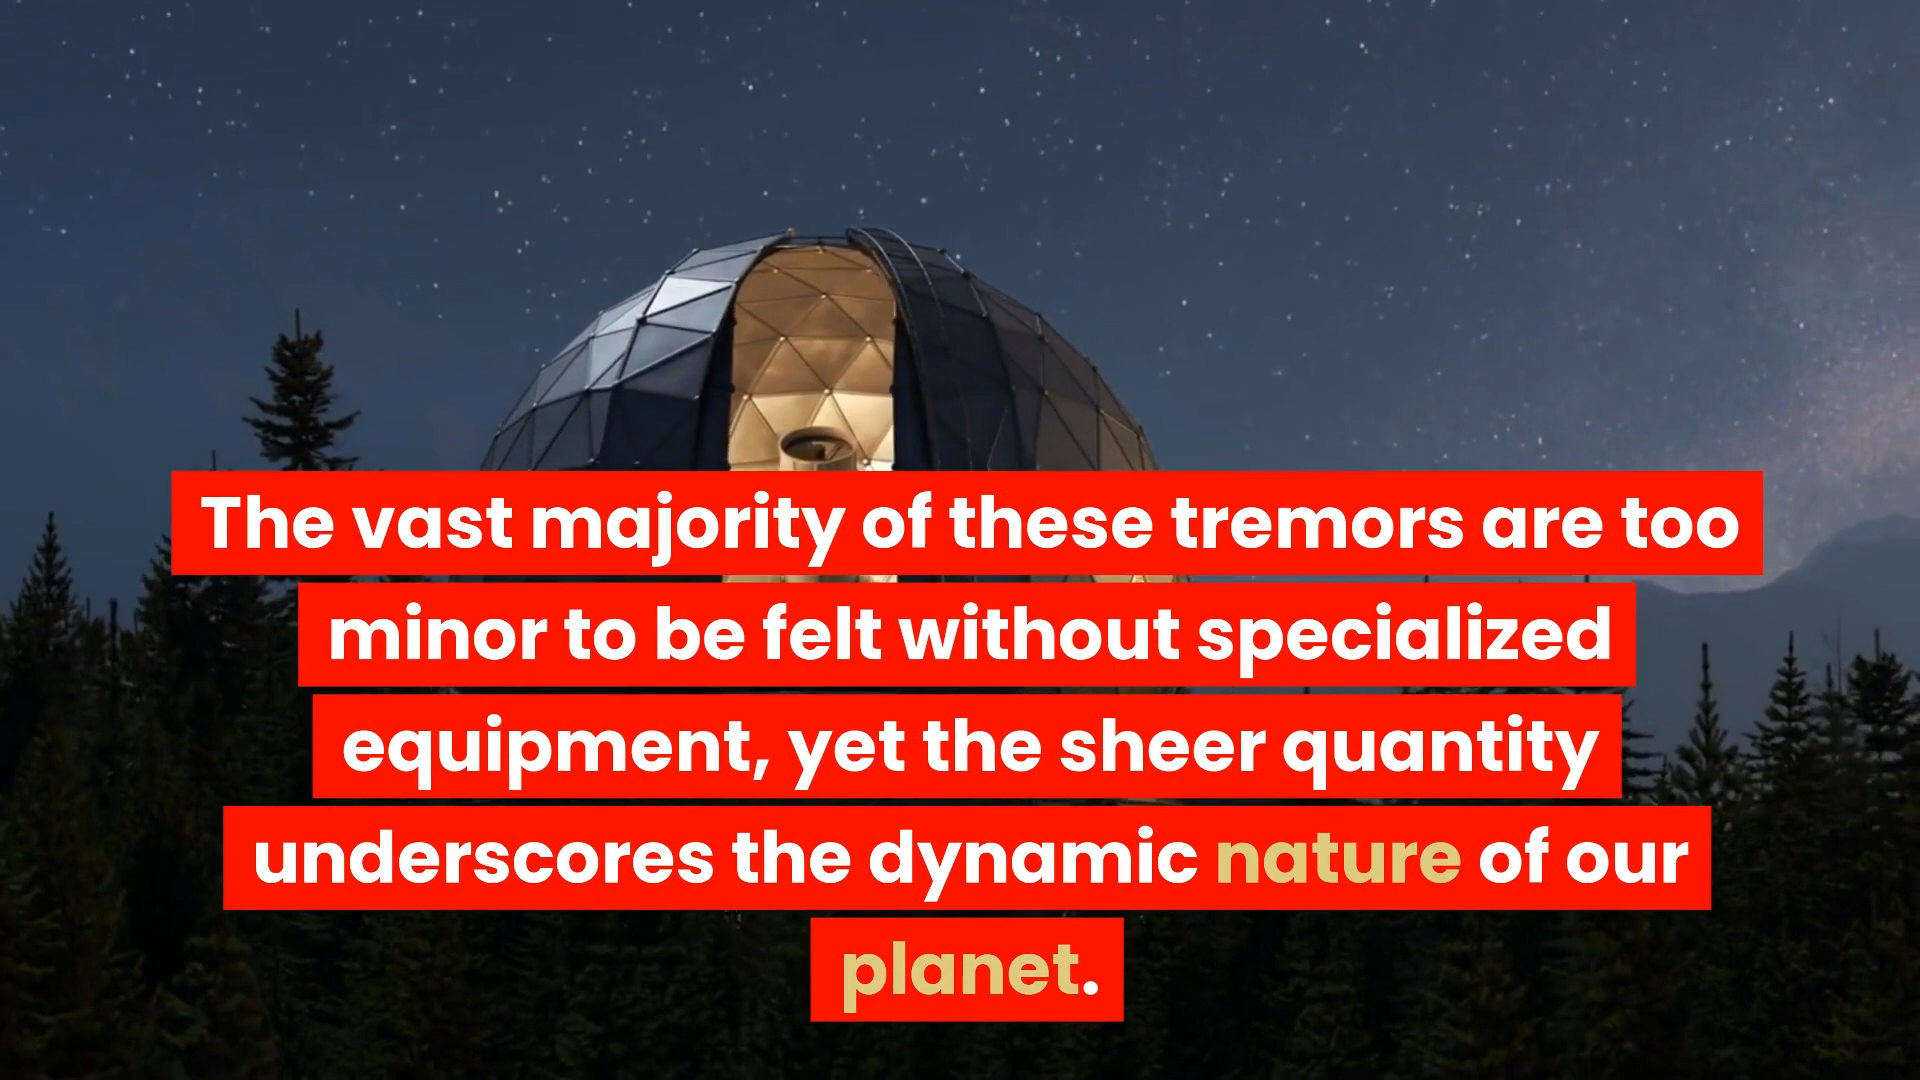 The vast majority of these tremors are too
minor to be felt without specialized
equipment, yet the sheer quantity
underscores the dynamic nature of our
planet.